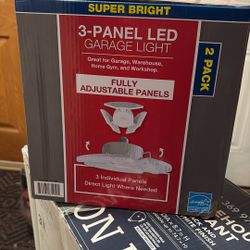 SUPER BRIGHT
3-PANEL LED
GARAGE LIGHT
Great for Garage, Warehouse,
Home Gym, and Workshop.
2 PACK
FULLY
ADJUSTABLE PANELS
3 Individual Panels
Direct Light Where Needed